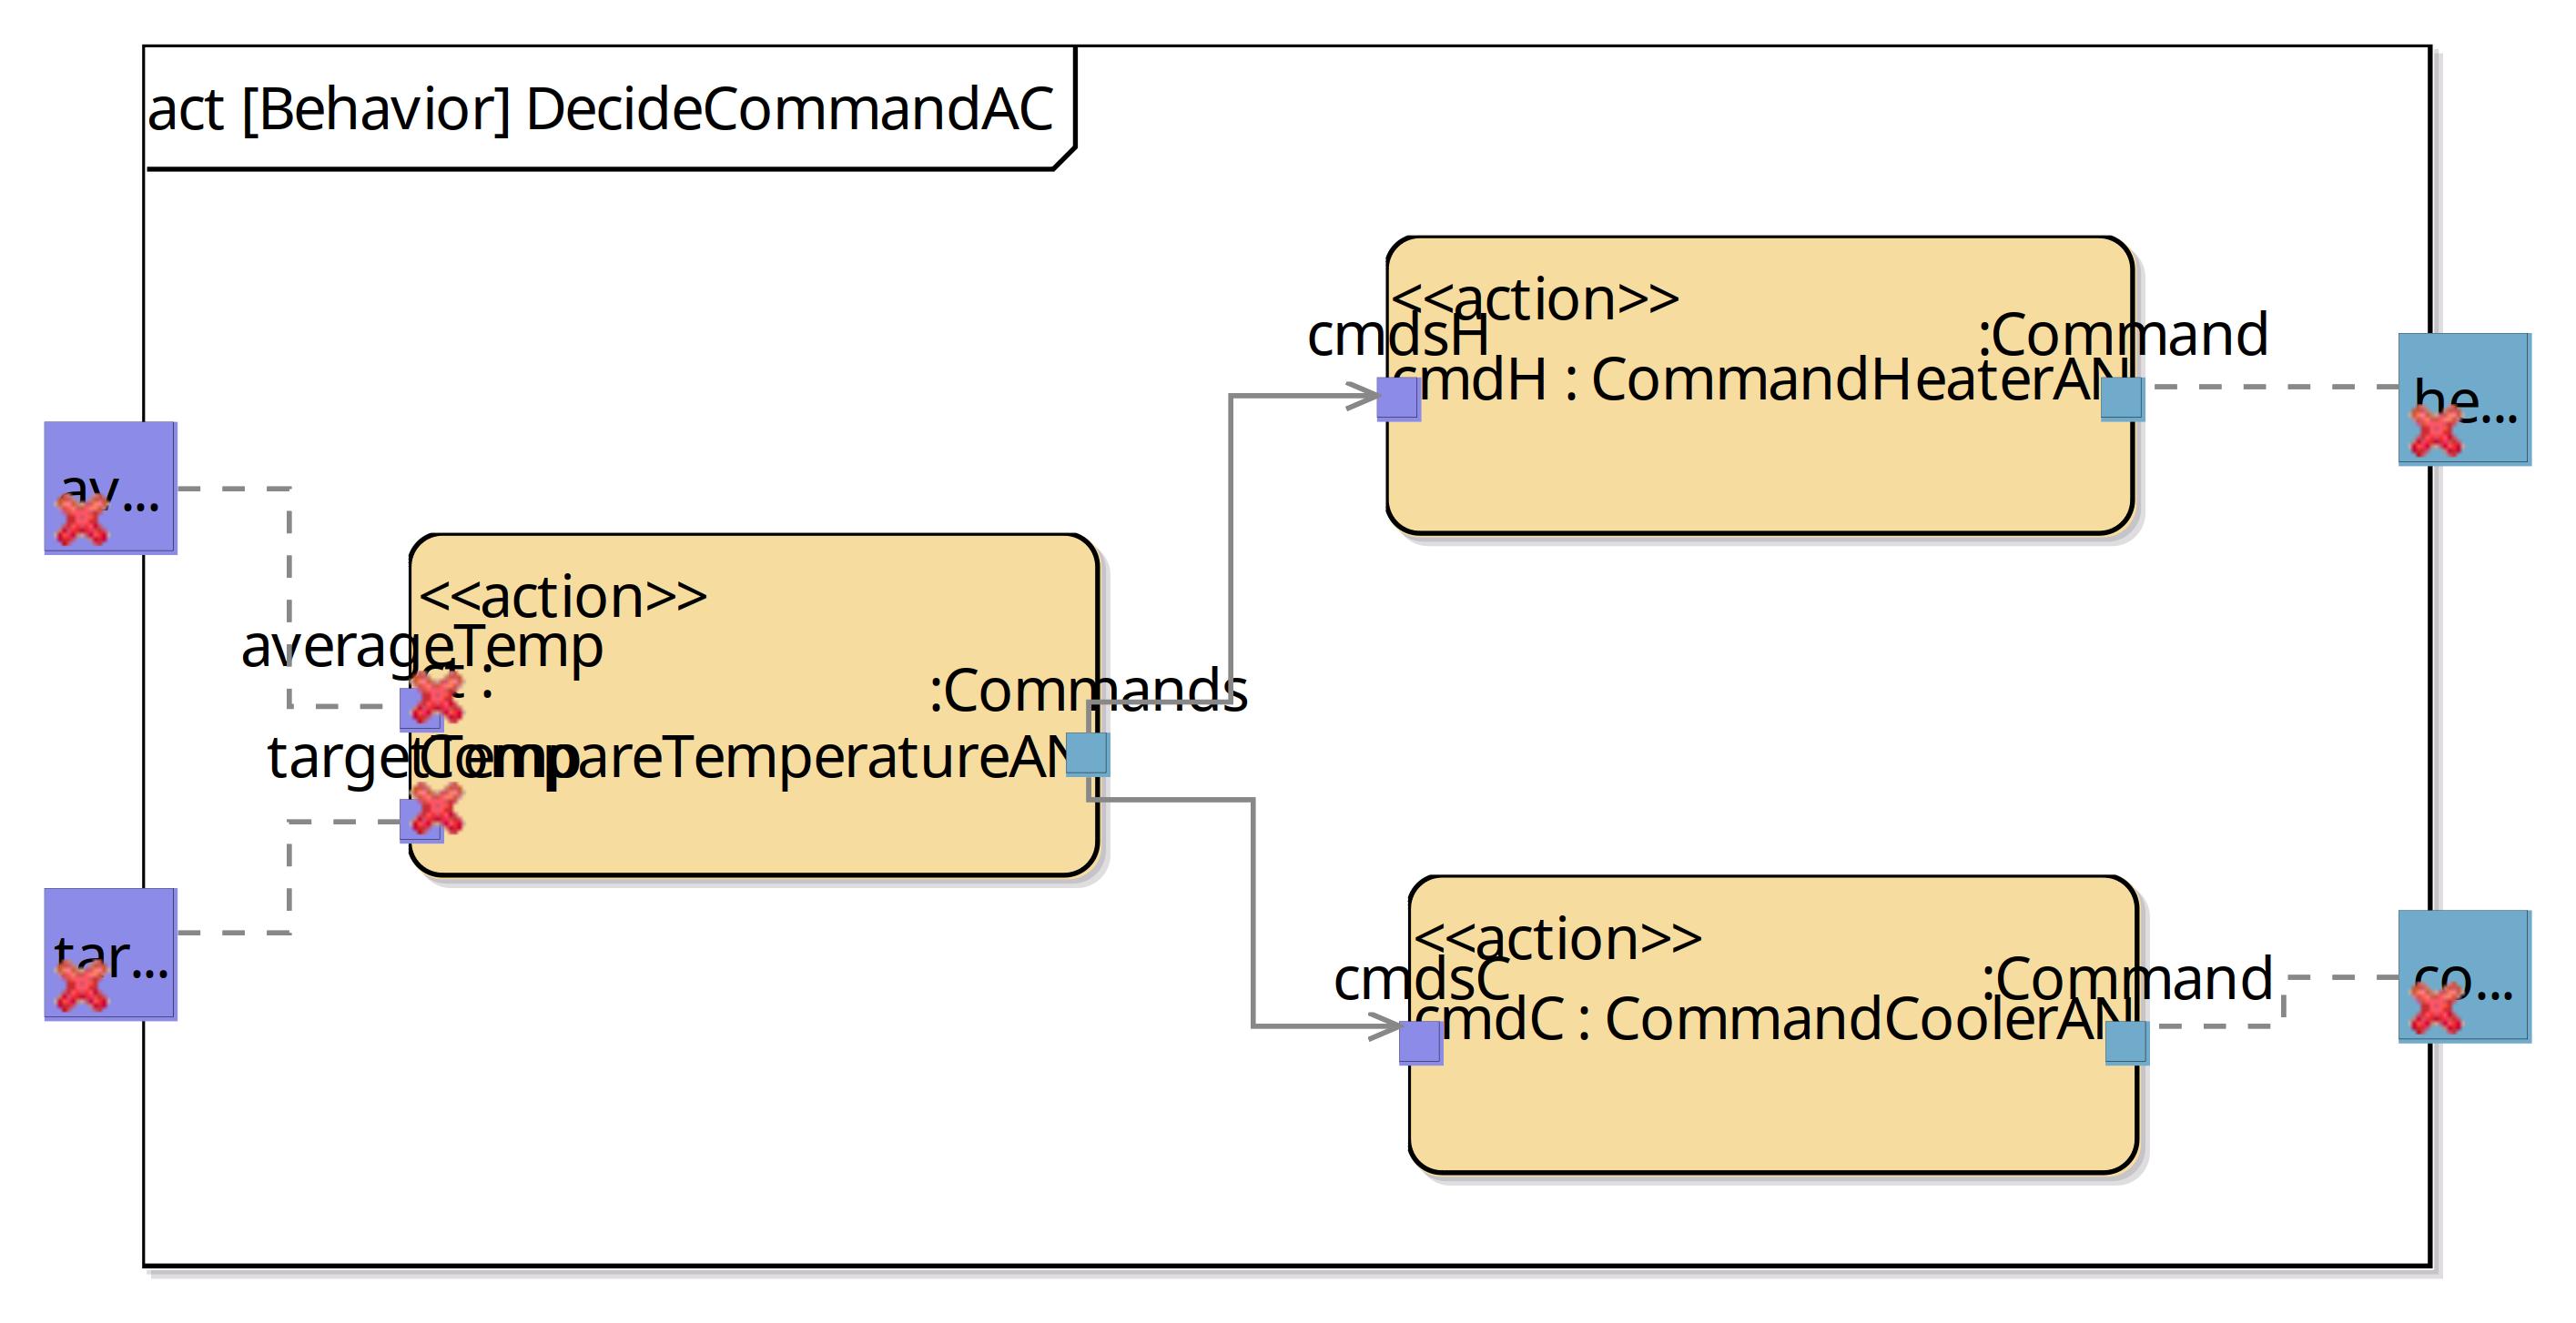 act [Behavior] DecideCommandAC
<<action>>
cmdsH
:Command
cmdH : CommandHeaterAN
he...
av...
<<action>>
averageTemp
ct :
:Commands
targetTemp
CompareTemperatureAN
tar...
<<action>>
cmdsC
:Command
cmdC : CommandCoolerAN
co...